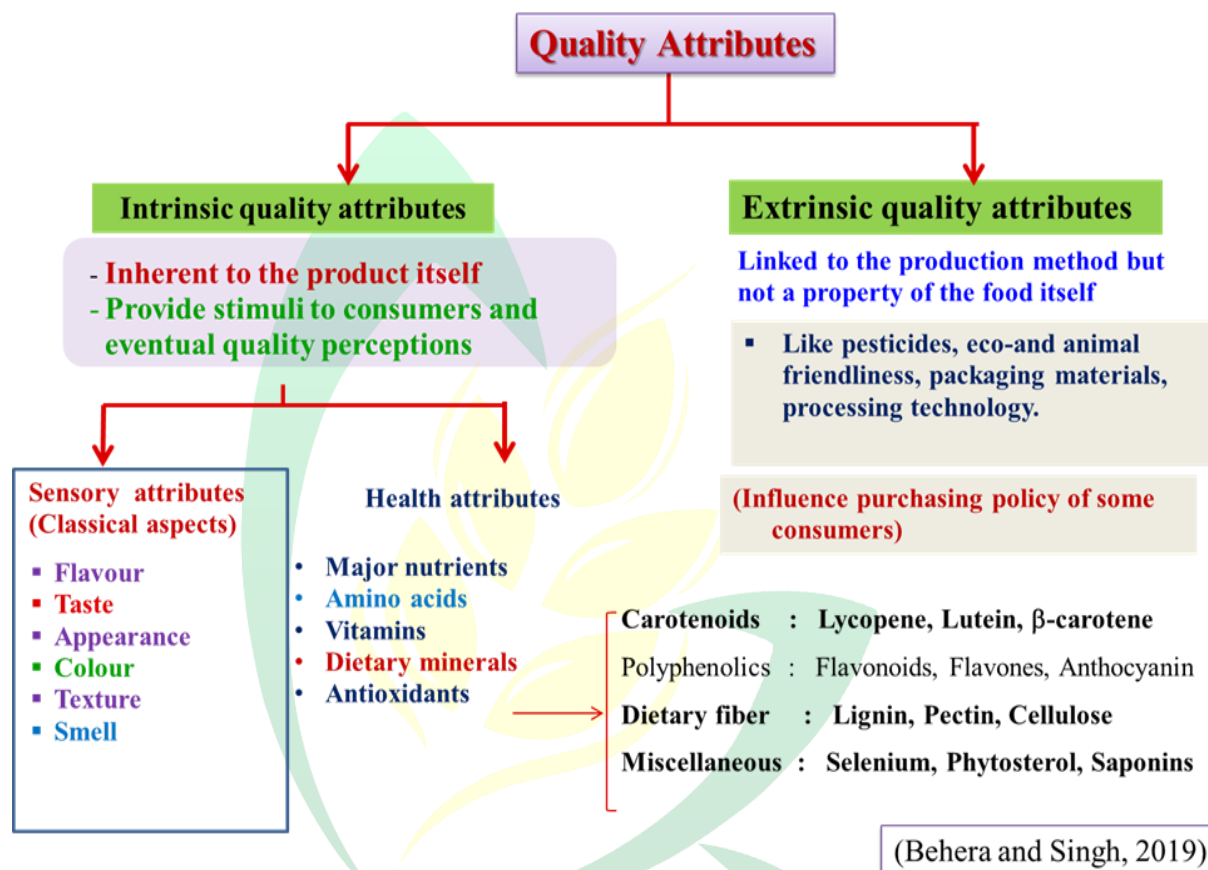 Quality Attributes
Intrinsic quality attributes
- Inherent to the product itself
- Provide stimuli to consumers and
eventual quality perceptions
Extrinsic quality attributes
Linked to the production method but
not a property of the food itself
▪ Like pesticides, eco-and animal
friendliness, packaging materials,
processing technology.
(Influence purchasing policy of some
consumers)
Sensory attributes
(Classical aspects)
▪ Flavour
▪ Taste
▪ Appearance
▪ Colour
▪ Texture
▪ Smell
Health attributes
• Major nutrients
• Amino acids
• Vitamins
• Dietary minerals
• Antioxidants
Carotenoids : Lycopene, Lutein, β-carotene
Polyphenolics : Flavonoids, Flavones, Anthocyanin
Dietary fiber : Lignin, Pectin, Cellulose
Miscellaneous : Selenium, Phytosterol, Saponins
(Behera and Singh, 2019)